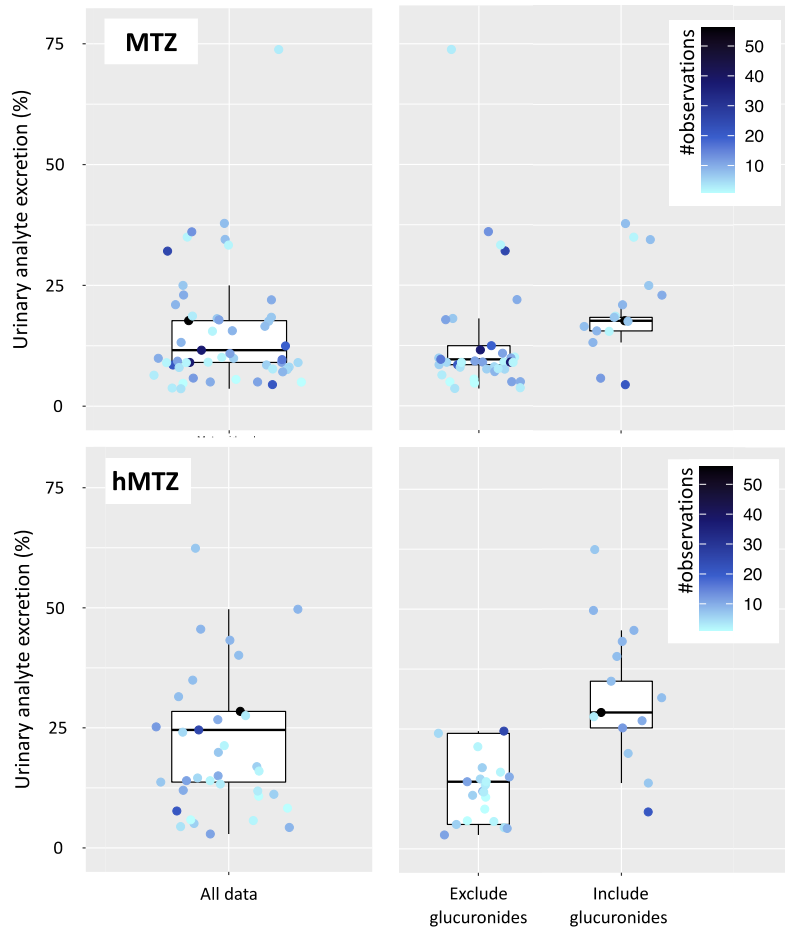 MTZ
Urinary analyte excretion (%)
75
50
25
0
#observations
50
40
30
20
10
hMTZ
Urinary analyte excretion (%)
75
50
25
0
#observations
50
40
30
20
10
All data
Exclude
glucuronides
Include
glucuronides